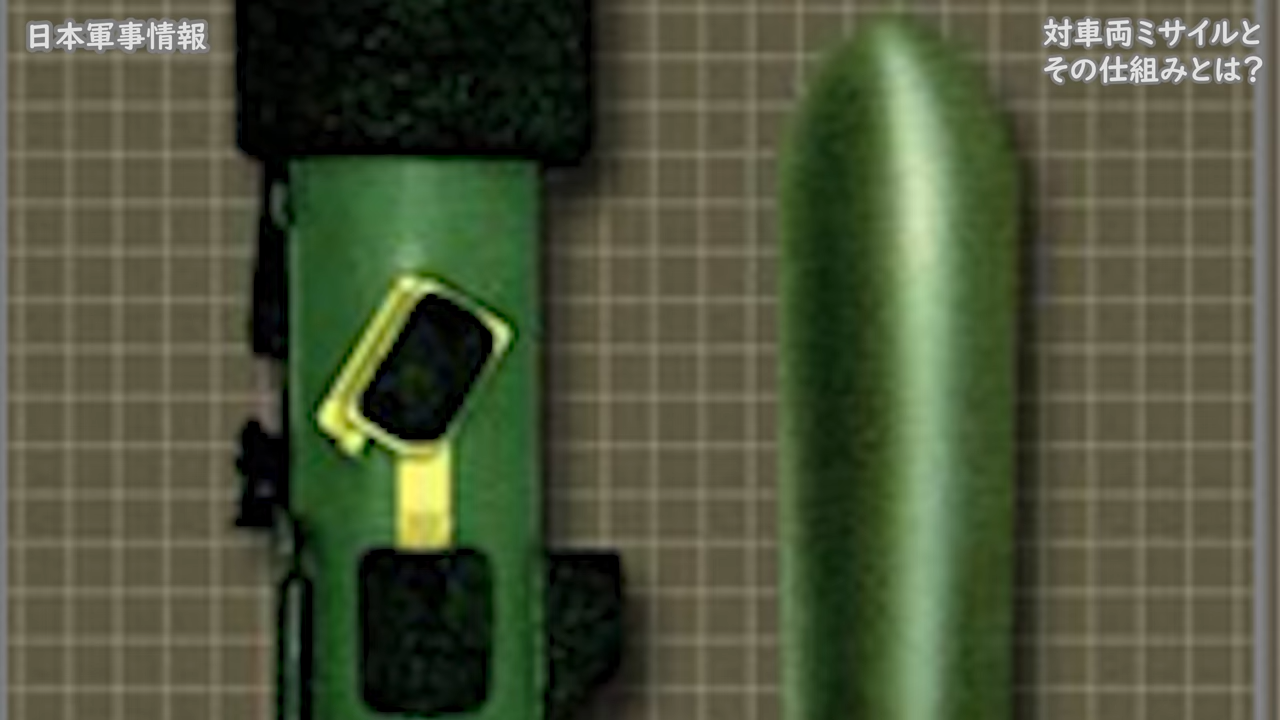 日本軍事情報
対車両ミサイルと
その仕組みとは?